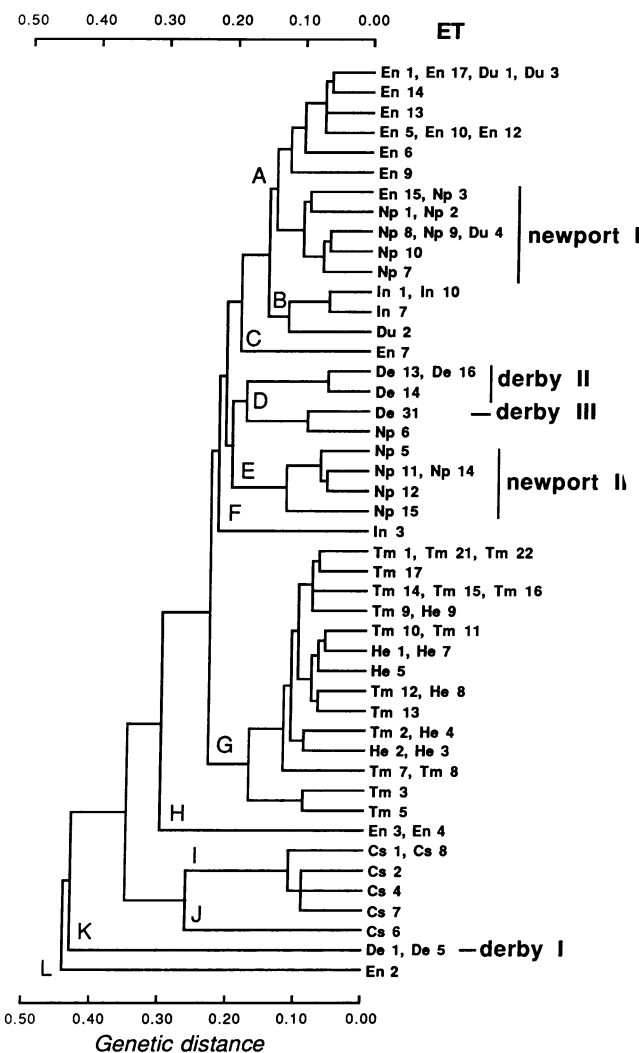 0.50 0.40 0.30 0.20 0.10 0.00
ET
En 1, En 17, Du 1, Du 3
En 14
En 13
En 5, En 10, En 12
En 6
A
En 9
En 15, Np 3
Np 1, Np 2
Np 8, Np 9, Du 4
newport I
Np 10
Np 7
B
In 1, In 10
In 7
Du 2
C
En 7
De 13, De 16
derby II
De 14
D
De 31
derby III
Np 6
Np 5
E
Np 11, Np 14
newport II
Np 12
Np 15
F
In 3
Tm 1, Tm 21, Tm 22
Tm 17
Tm 14, Tm 15, Tm 16
Tm 9, He 9
Tm 10, Tm 11
He 1, He 7
He 5
Tm 12, He 8
Tm 13
Tm 2, He 4
G
He 2, He 3
Tm 7, Tm 8
Tm 3
Tm 5
H
En 3, En 4
I
Cs 1, Cs 8
Cs 2
Cs 4
J
Cs 7
Cs 6
K
De 1, De 5
derby I
L
En 2
0.50 0.40 0.30 0.20 0.10 0.00
Genetic distance